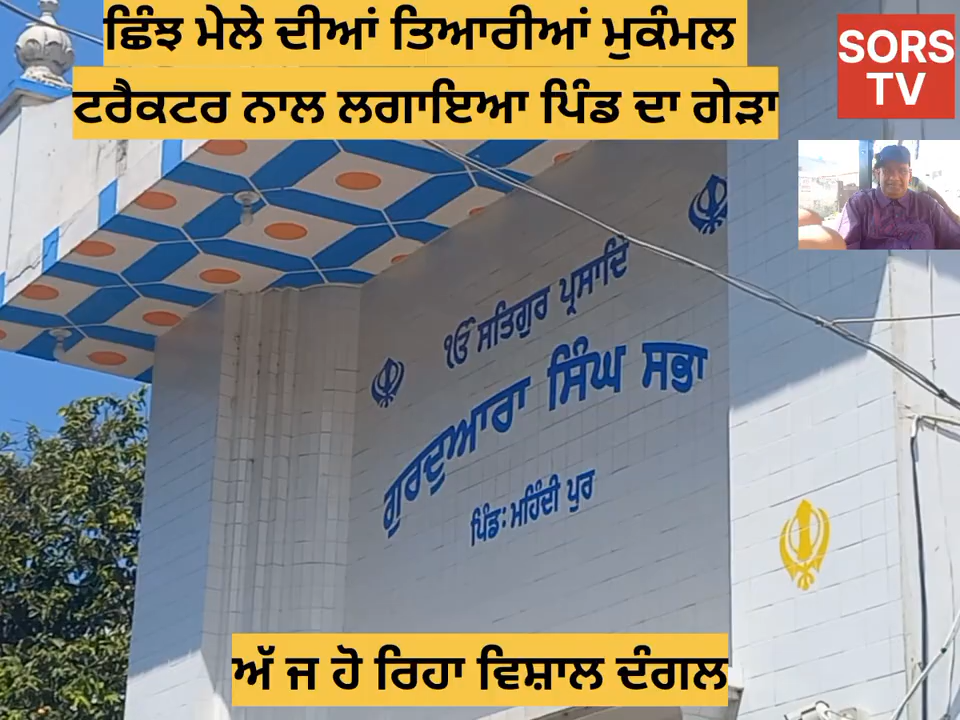 ਛਿੰਝ ਮੇਲੇ ਦੀਆਂ ਤਿਆਰੀਆਂ ਮੁਕੰਮਲ
ਟਰੈਕਟਰ ਨਾਲ ਲਗਾਇਆ ਪਿੰਡ ਦਾ ਗੇੜਾ
SORS
TV
ੴ ਸਤਿਗੁਰ ਪ੍ਰਸਾਦਿ
ਗੁਰਦੁਆਰਾ ਸਿੰਘ ਸਭਾ
ਪਿੰਡ: ਮਹਿੰਦੀ ਪੁਰ
ਅੱ ਜ ਹੋ ਰਿਹਾ ਵਿਸ਼ਾਲ ਦੰਗਲ